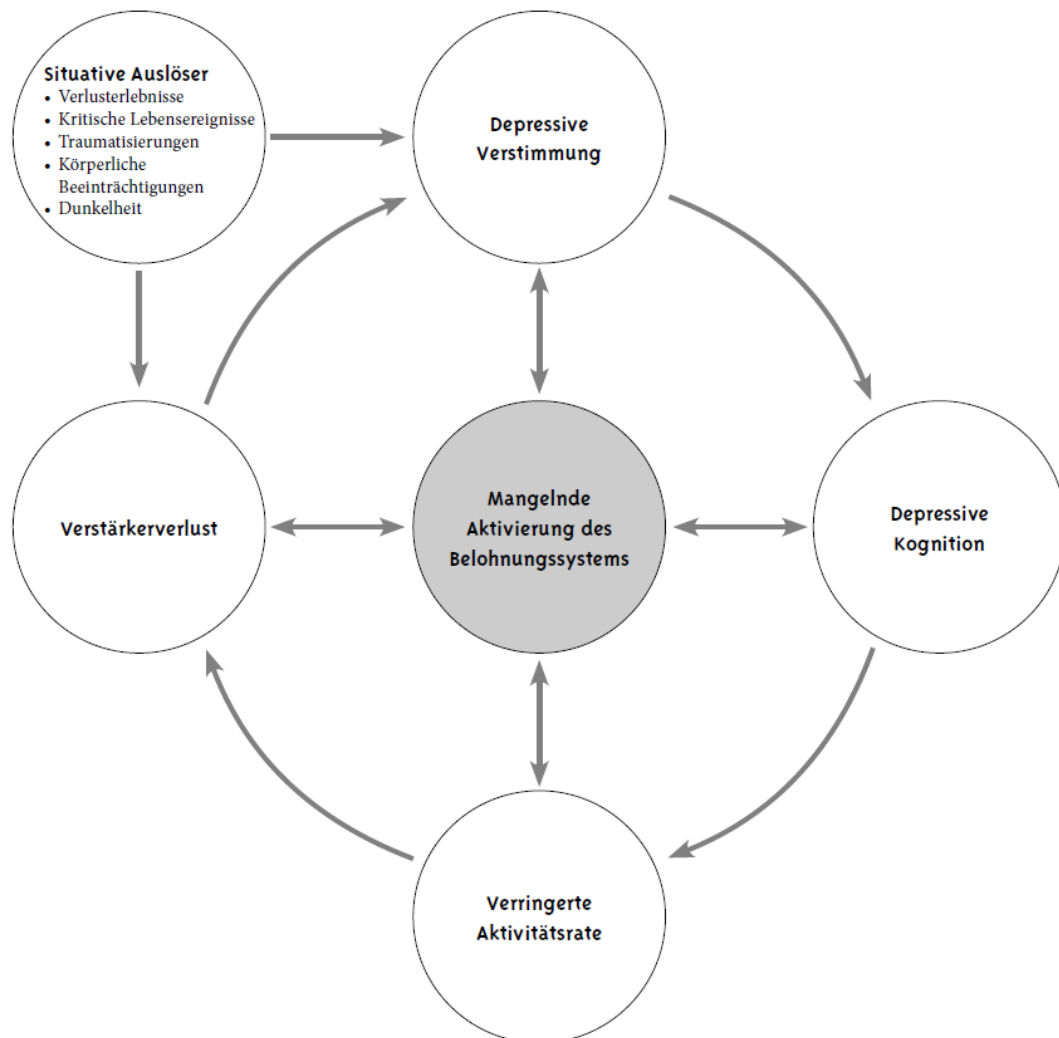 Situative Auslöser
• Verlusterlebnisse
• Kritische Lebensereignisse
• Traumatisierungen
• Körperliche
Beeinträchtigungen
• Dunkelheit
Depressive
Verstimmung
Verstärkerverlust
Mangelnde
Aktivierung des
Belohnungssystems
Depressive
Kognition
Verringerte
Aktivitätsrate